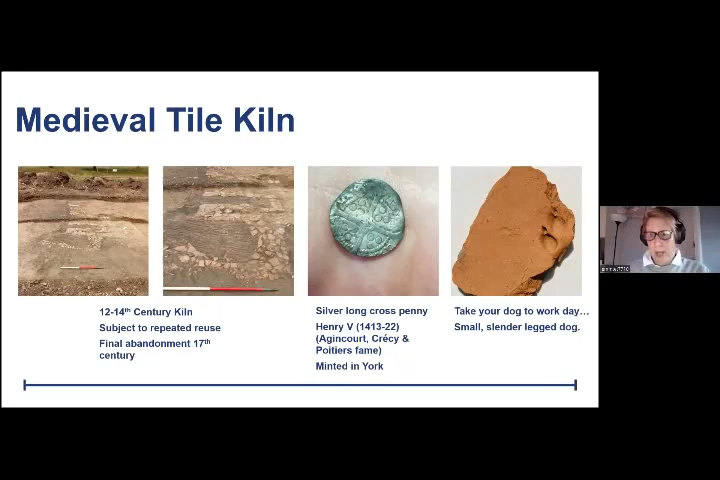 Medieval Tile Kiln
12-14th Century Kiln
Subject to repeated reuse
Final abandonment 17th
century
Silver long cross penny
Henry V (1413-22)
(Agincourt, Crécy &
Poitiers fame)
Minted in York
Take your dog to work day…
Small, slender legged dog.